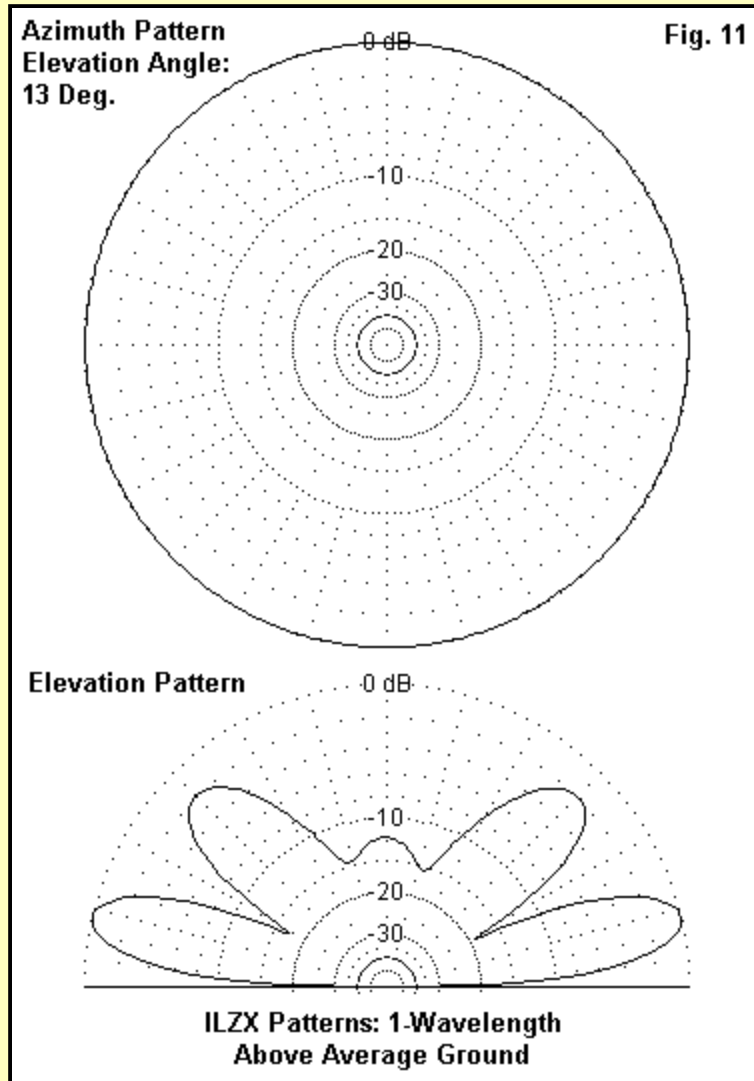 Azimuth Pattern
Elevation Angle:
13 Deg.
Fig. 11
0 dB
-10
-20
-30
Elevation Pattern
0 dB
-10
-20
-30
ILZX Patterns: 1-Wavelength
Above Average Ground